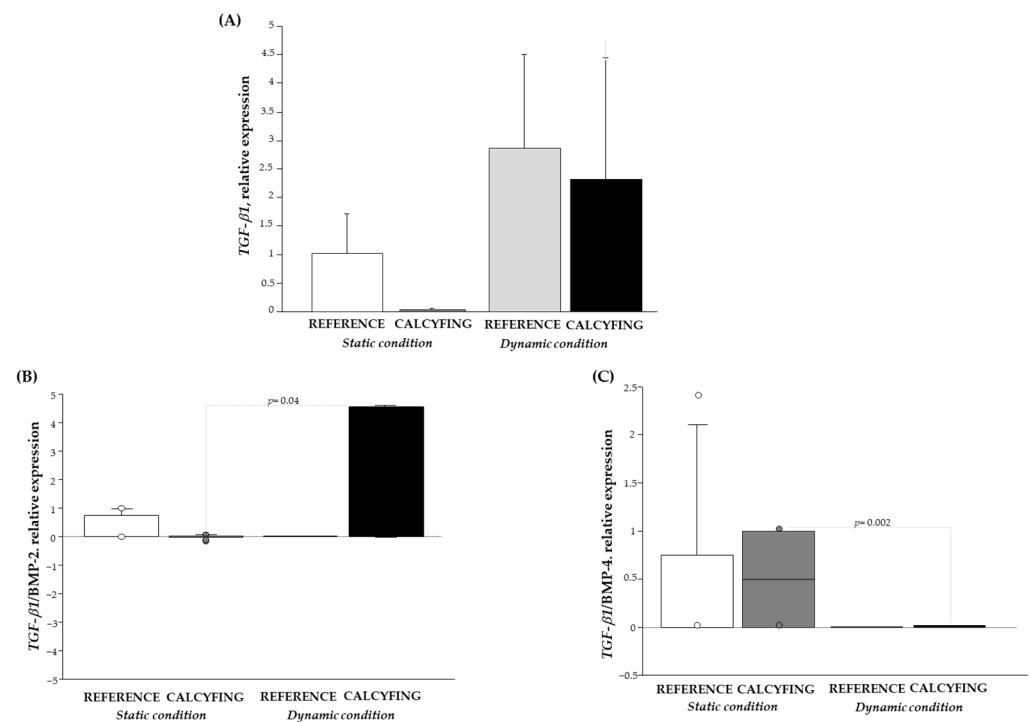 (A)
TGF-β1, relative expression
5
4.5
4
3.5
3
2.5
2
1.5
1
0.5
0
REFERENCE CALCYFING REFERENCE CALCYFING
Static condition Dynamic condition
(B)
TGF-β1/BMP-2. relative expression
5
4
3
2
1
0
−1
−2
−3
−4
−5
p= 0.04
REFERENCE CALCYFING REFERENCE CALCYFING
Static condition Dynamic condition
(C)
TGF-β1/BMP-4. relative expression
2.5
2
1.5
1
0.5
0
−0.5
p= 0.002
REFERENCE CALCYFING REFERENCE CALCYFING
Static condition Dynamic condition